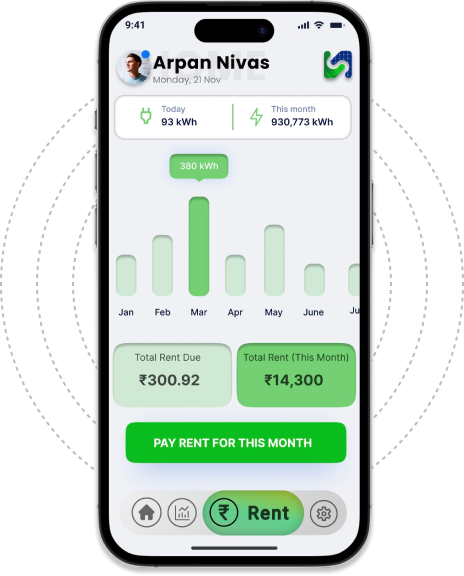 9:41
HOME
Arpan Nivas
Monday, 21 Nov
Today
93 kWh
This month
930,773 kWh
380 kWh
Jan Feb Mar Apr May June Ju
Total Rent Due
₹300.92
Total Rent (This Month)
₹14,300
PAY RENT FOR THIS MONTH
₹ Rent